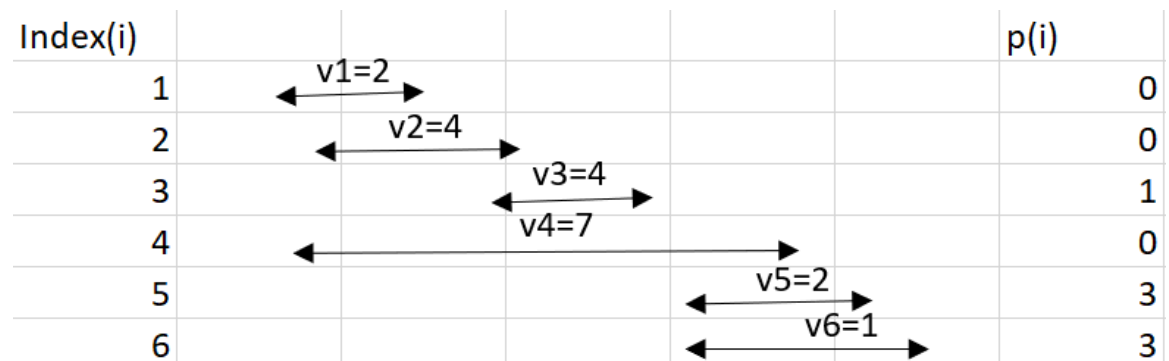 Index(i) p(i)
v1=2
1 0
v2=4
2 0
v3=4
3 1
v4=7
4 0
v5=2
5 3
v6=1
6 3